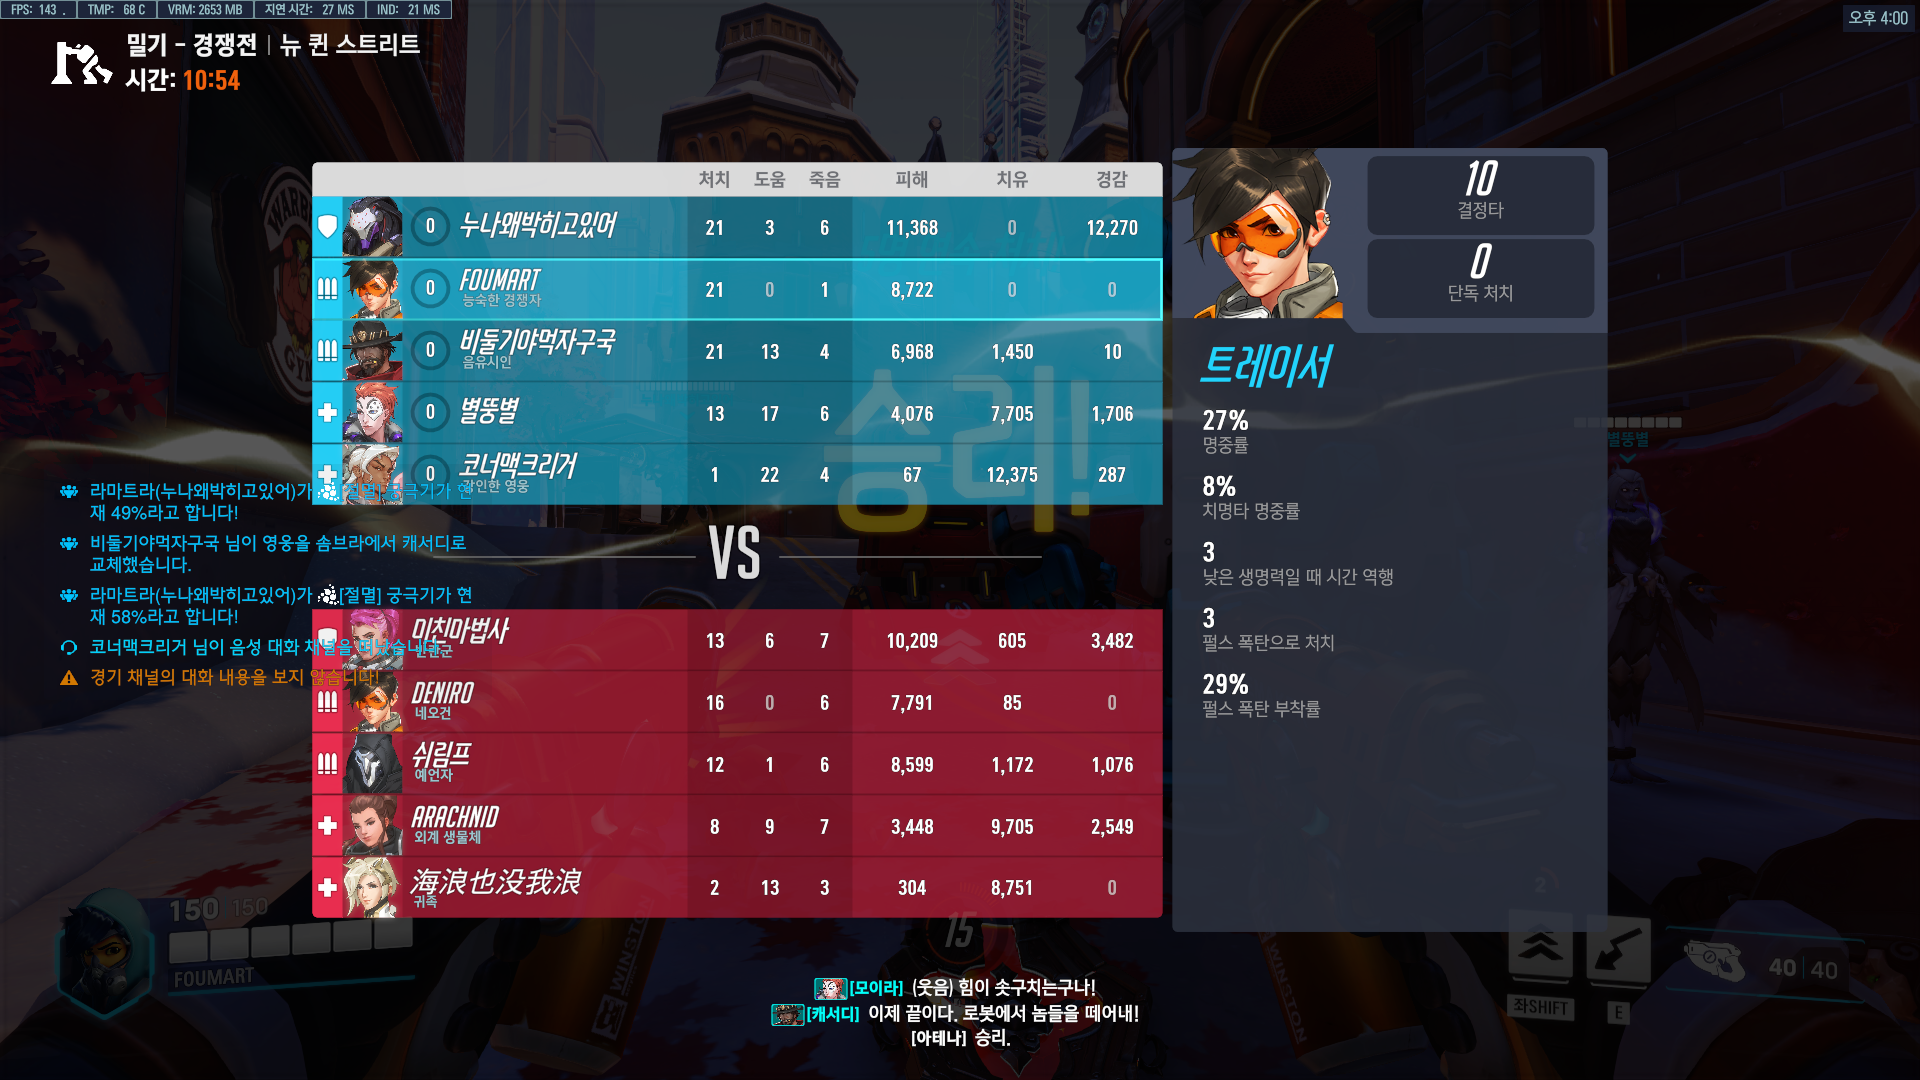 FPS: 143 . TMP: 68 C VRM: 2653 MB 지연 시간: 27 MS IND: 21 MS
오후 4:00
밀기 - 경쟁전 | 뉴 퀸 스트리트
시간: 10:54
처치 도움 죽음 피해 치유 경감
0 누나왜박히고있어 21 3 6 11,368 0 12,270
0 FOUMART 21 0 1 8,722 0 0
능숙한 경쟁자
0 비둘기야먹자구국 21 13 4 6,968 1,450 10
음유시인
0 별뚱별 13 17 6 4,076 7,705 1,706
0 코너맥크리거 1 22 4 67 12,375 287
강인한 영웅
승리!
라마트라(누나왜박히고있어)가 [절멸] 궁극기가 현
재 49%라고 합니다!
비둘기야먹자구국 님이 영웅을 솜브라에서 캐서디로
교체했습니다.
라마트라(누나왜박히고있어)가 [절멸] 궁극기가 현
재 58%라고 합니다!
코너맥크리거 님이 음성 대화 채널을 떠났습니다.
경기 채널의 대화 내용을 보지 않습니다!
VS
미친마법사 13 6 7 10,209 605 3,482
DENIRO 16 0 6 7,791 85 0
네오건
쉬림프 12 1 6 8,599 1,172 1,076
예언자
ARACHNID 8 9 7 3,448 9,705 2,549
외계 생물체
海浪也没我浪 2 13 3 304 8,751 0
귀족
10
결정타
0
단독 처치
트레이서
27%
명중률
8%
치명타 명중률
3
낮은 생명력일 때 시간 역행
3
펄스 폭탄으로 처치
29%
펄스 폭탄 부착률
별뚱별
150 150
FOUMART
15
WINSTON
WINSTON
2
좌SHIFT
E
40 | 40
[모이라] (웃음) 힘이 솟구치는구나!
[캐서디] 이제 끝이다. 로봇에서 놈들을 떼어내!
[아테나] 승리.